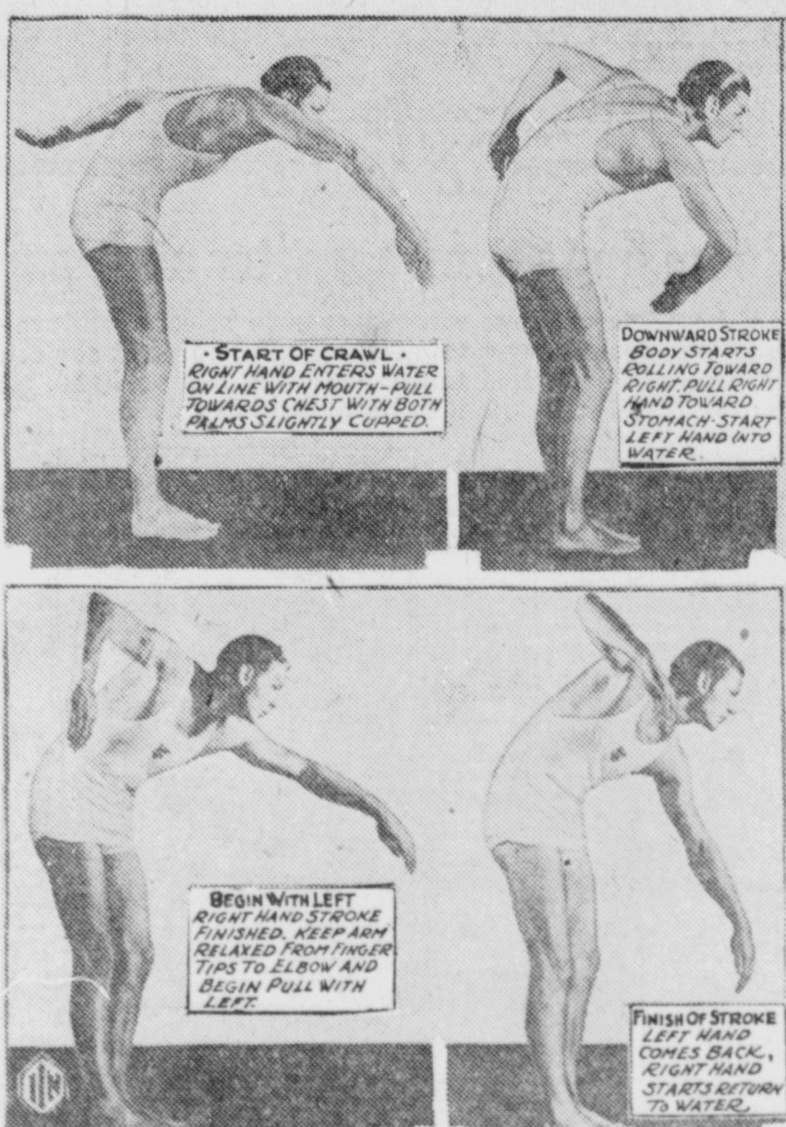 · START OF CRAWL ·
RIGHT HAND ENTERS WATER
ON LINE WITH MOUTH - PULL
TOWARDS CHEST WITH BOTH
PALMS SLIGHTLY CUPPED.
DOWNWARD STROKE
BODY STARTS
ROLLING TOWARD
RIGHT. PULL RIGHT
HAND TOWARD
STOMACH - START
LEFT HAND INTO
WATER.
BEGIN WITH LEFT
RIGHT HAND STROKE
FINISHED. KEEP ARM
RELAXED FROM FINGER
TIPS TO ELBOW AND
BEGIN PULL WITH
LEFT.
FINISH OF STROKE
LEFT HAND
COMES BACK,
RIGHT HAND
STARTS RETURN
TO WATER.